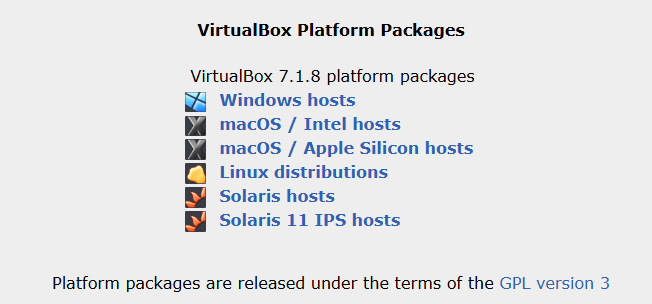 VirtualBox Platform Packages
VirtualBox 7.1.8 platform packages
Windows hosts
macOS / Intel hosts
macOS / Apple Silicon hosts
Linux distributions
Solaris hosts
Solaris 11 IPS hosts
Platform packages are released under the terms of the GPL version 3